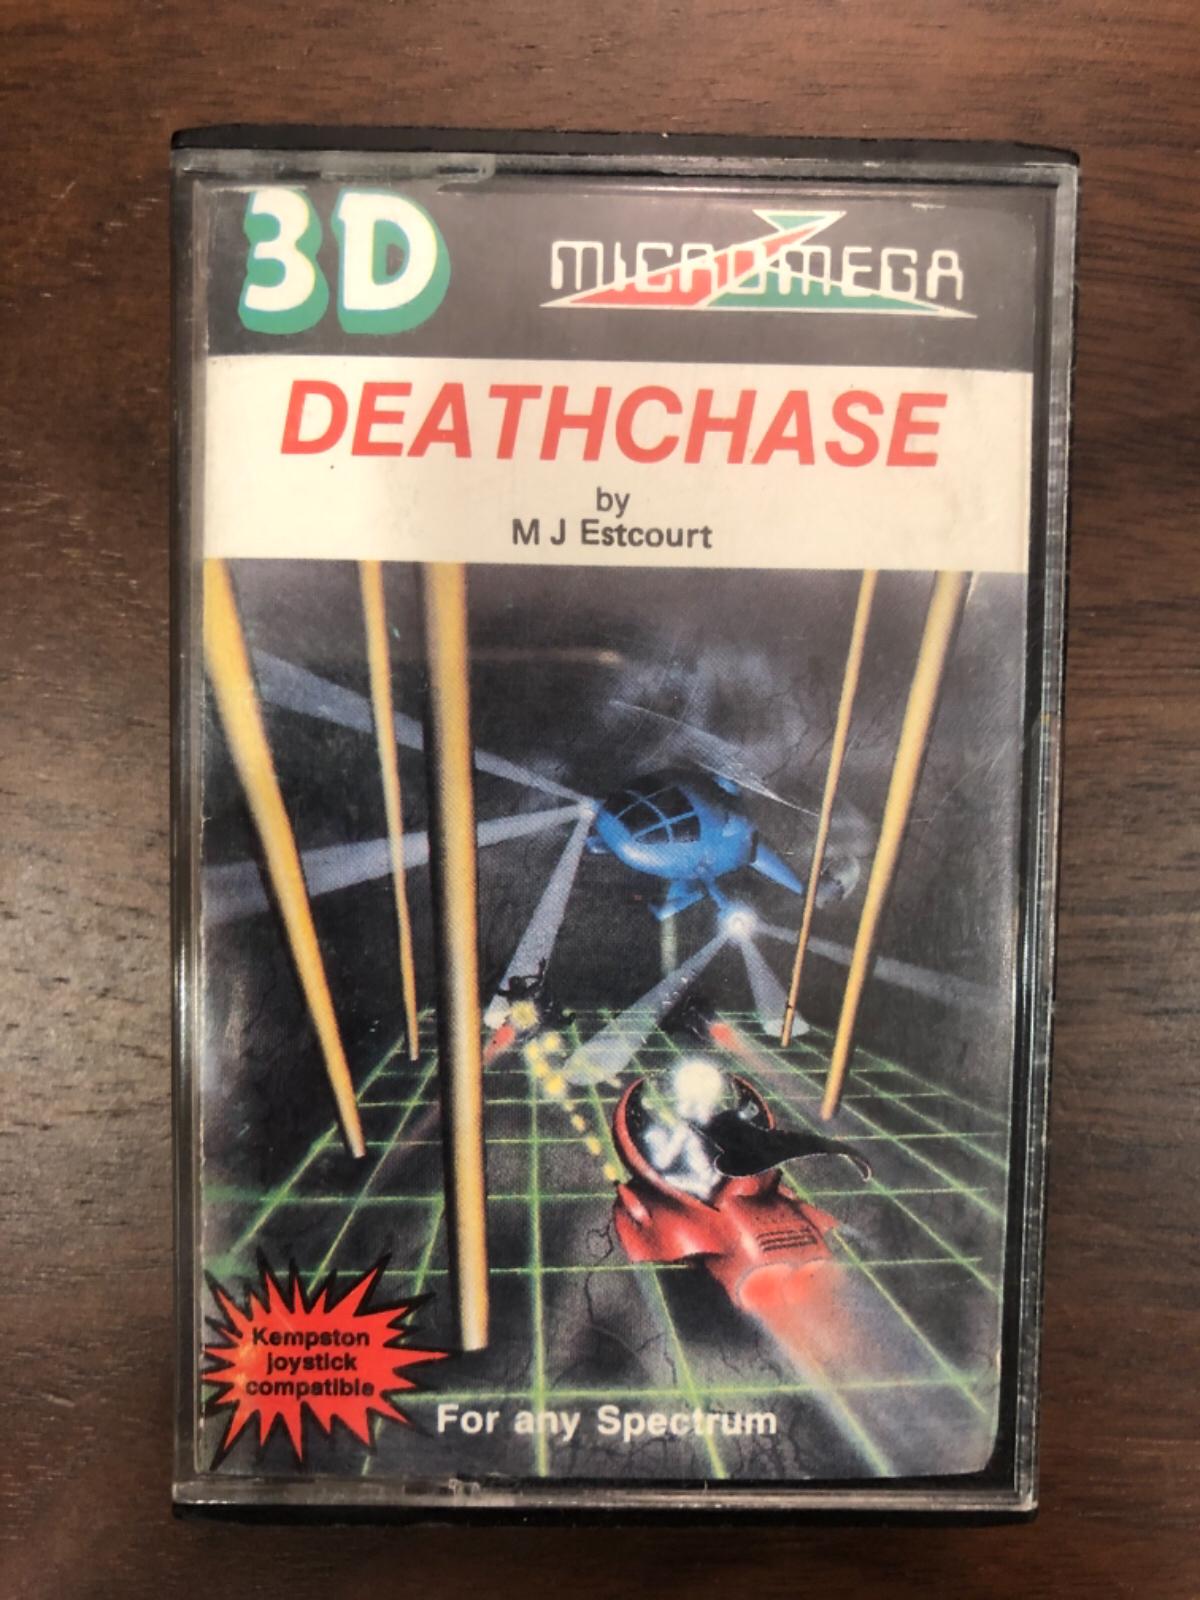 3D
MICROMEGA
DEATHCHASE
by
M J Estcourt
Kempston
joystick
compatible
For any Spectrum